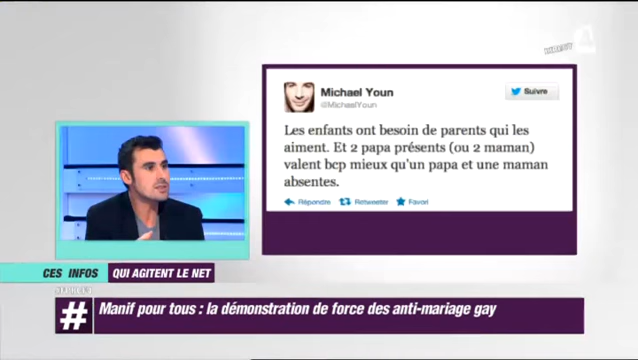 DIRECT
Michael Youn
@MichaelYoun
Suivre
Les enfants ont besoin de parents qui les
aiment. Et 2 papa présents (ou 2 maman)
valent bcp mieux qu'un papa et une maman
absentes.
Répondre Retweeter Favori
CES INFOS QUI AGITENT LE NET
# Manif pour tous : la démonstration de force des anti-mariage gay